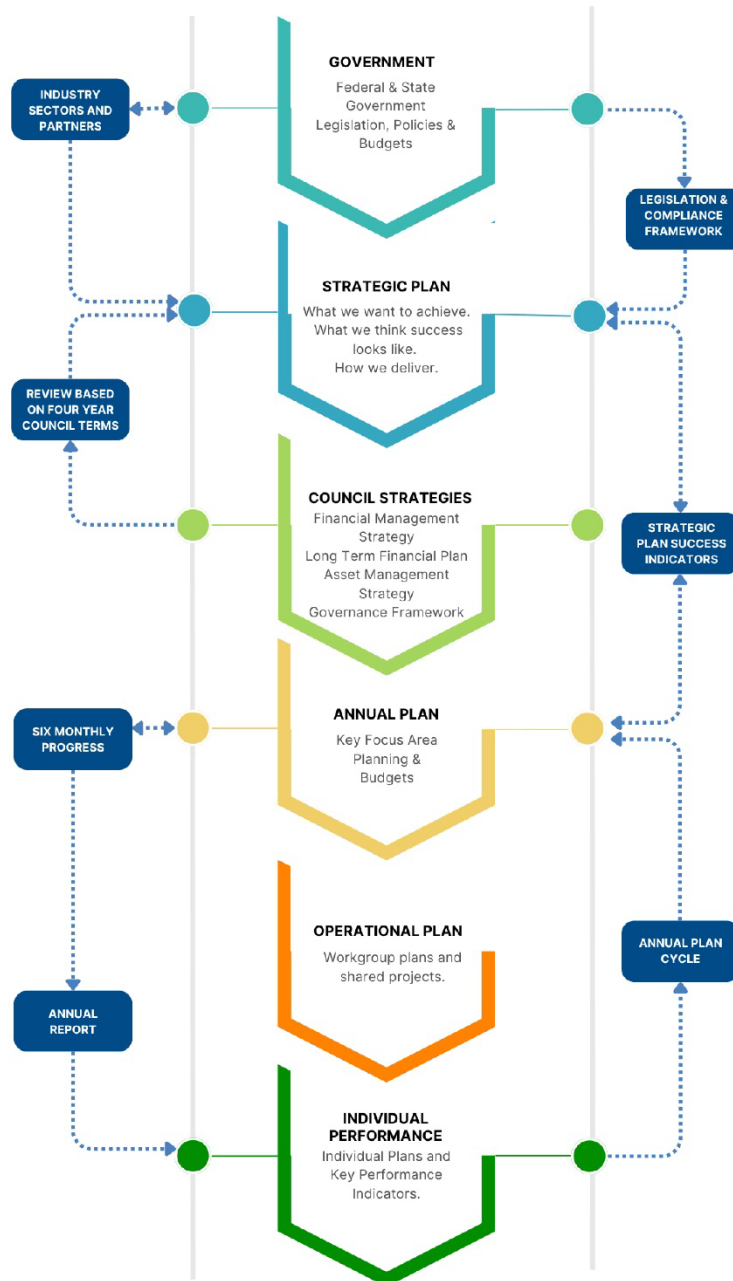 GOVERNMENT
Federal & State
Government
Legislation, Policies &
Budgets
INDUSTRY
SECTORS AND
PARTNERS
LEGISLATION &
COMPLIANCE
FRAMEWORK
STRATEGIC PLAN
What we want to achieve.
What we think success
looks like.
How we deliver.
REVIEW BASED
ON FOUR YEAR
COUNCIL TERMS
COUNCIL STRATEGIES
Financial Management
Strategy
Long Term Financial Plan
Asset Management
Strategy
Governance Framework
STRATEGIC
PLAN SUCCESS
INDICATORS
ANNUAL PLAN
Key Focus Area
Planning &
Budgets
SIX MONTHLY
PROGRESS
OPERATIONAL PLAN
Workgroup plans and
shared projects.
ANNUAL PLAN
CYCLE
ANNUAL
REPORT
INDIVIDUAL
PERFORMANCE
Individual Plans and
Key Performance
Indicators.